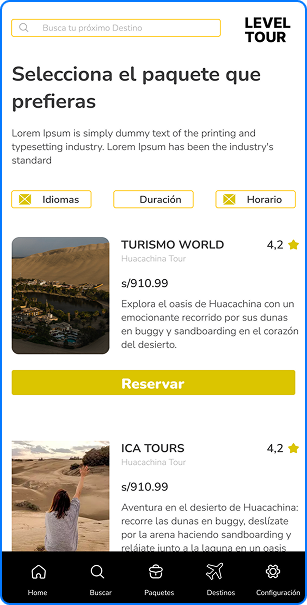 Busca tu próximo Destino
LEVEL
TOUR
Selecciona el paquete que
prefieras
Lorem Ipsum is simply dummy text of the printing and
typesetting industry. Lorem Ipsum has been the industry's
standard
Idiomas
Duración
Horario
TURISMO WORLD
4,2
Huacachina Tour
s/910.99
Explora el oasis de Huacachina con un
emocionante recorrido por sus dunas
en buggy y sandboarding en el corazón
del desierto.
Reservar
ICA TOURS
4,2
Huacachina Tour
s/910.99
Aventura en el desierto de Huacachina:
recorre las dunas en buggy, deslízate
por la arena haciendo sandboarding y
relájate junto a la laguna en un oasis
Home
Buscar
Paquetes
Destinos
Configuración